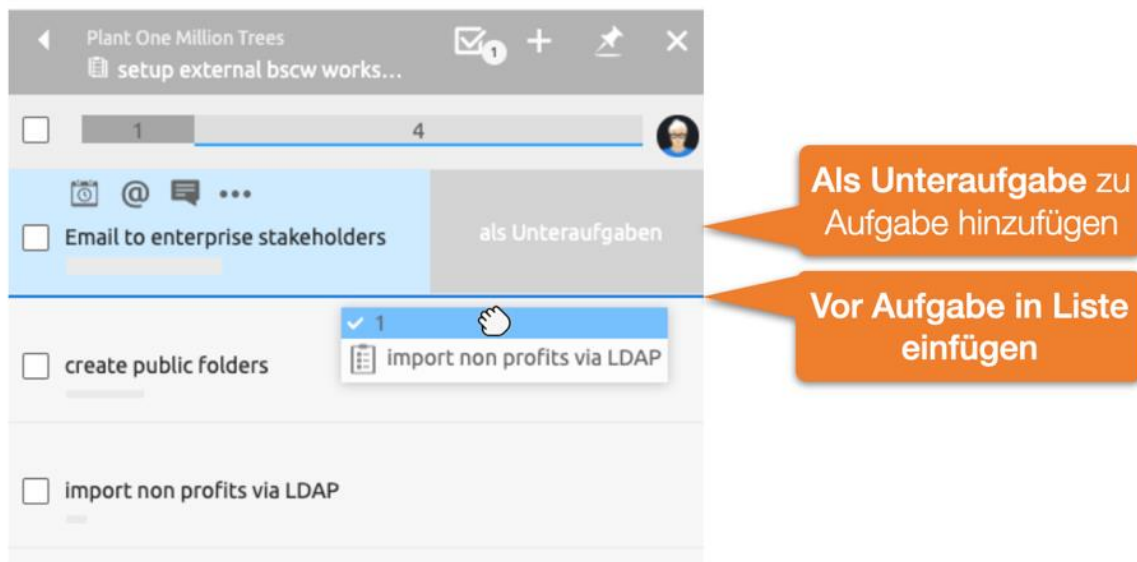 Plant One Million Trees
setup external bscw works...
1
1
4
Email to enterprise stakeholders
als Unteraufgaben
Als Unteraufgabe zu
Aufgabe hinzufügen
Vor Aufgabe in Liste
einfügen
1
import non profits via LDAP
create public folders
import non profits via LDAP